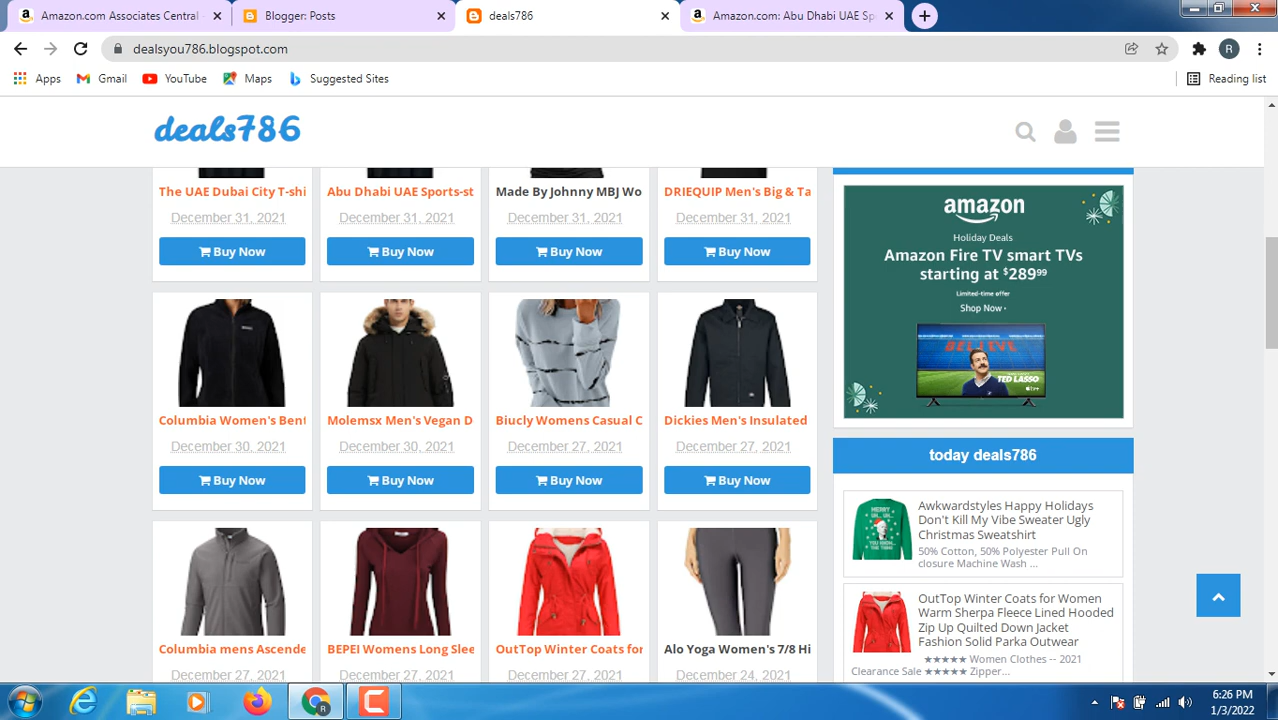 Amazon.com Associates Central -
Blogger: Posts
deals786
Amazon.com: Abu Dhabi UAE Sp
dealsyou786.blogspot.com
R
Apps
Gmail
YouTube
Maps
Suggested Sites
Reading list
deals786
The UAE Dubai City T-shi
Abu Dhabi UAE Sports-st
Made By Johnny MBJ Wo
DRIEQUIP Men's Big & Ta
December 31, 2021
December 31, 2021
December 31, 2021
December 31, 2021
Buy Now
Buy Now
Buy Now
Buy Now
Columbia Women's Bent
Molemsx Men's Vegan D
Biucly Womens Casual C
Dickies Men's Insulated
December 30, 2021
December 30, 2021
December 27, 2021
December 27, 2021
Buy Now
Buy Now
Buy Now
Buy Now
Columbia mens Ascende
BEPEI Womens Long Slee
OutTop Winter Coats for
Alo Yoga Women's 7/8 Hi
December 27, 2021
December 27, 2021
December 27, 2021
December 24, 2021
amazon
Holiday Deals
Amazon Fire TV smart TVs
starting at $289.99
Limited-time offer
Shop Now ›
BELIEVE
TED LASSO
tv+
today deals786
Awkwardstyles Happy Holidays
Don't Kill My Vibe Sweater Ugly
Christmas Sweatshirt
50% Cotton, 50% Polyester Pull On
closure Machine Wash ...
OutTop Winter Coats for Women
Warm Sherpa Fleece Lined Hooded
Zip Up Quilted Down Jacket
Fashion Solid Parka Outwear
★★★★★ Women Clothes -- 2021
Clearance Sale ★★★★★ Zipper...
6:26 PM
1/3/2022